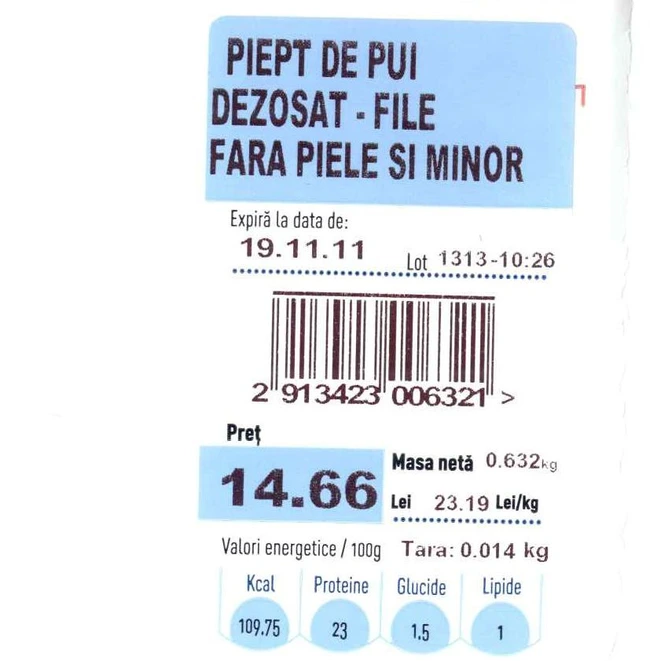 PIEPT DE PUI
DEZOSAT - FILE
FARA PIELE SI MINOR
Expiră la data de:
19.11.11 Lot 1313-10:26
2 913423 006321 >
Preţ
14.66
Masa netă 0.632kg
Lei 23.19 Lei/kg
Valori energetice / 100g Tara: 0.014 kg
Kcal Proteine Glucide Lipide
109.75 23 1.5 1